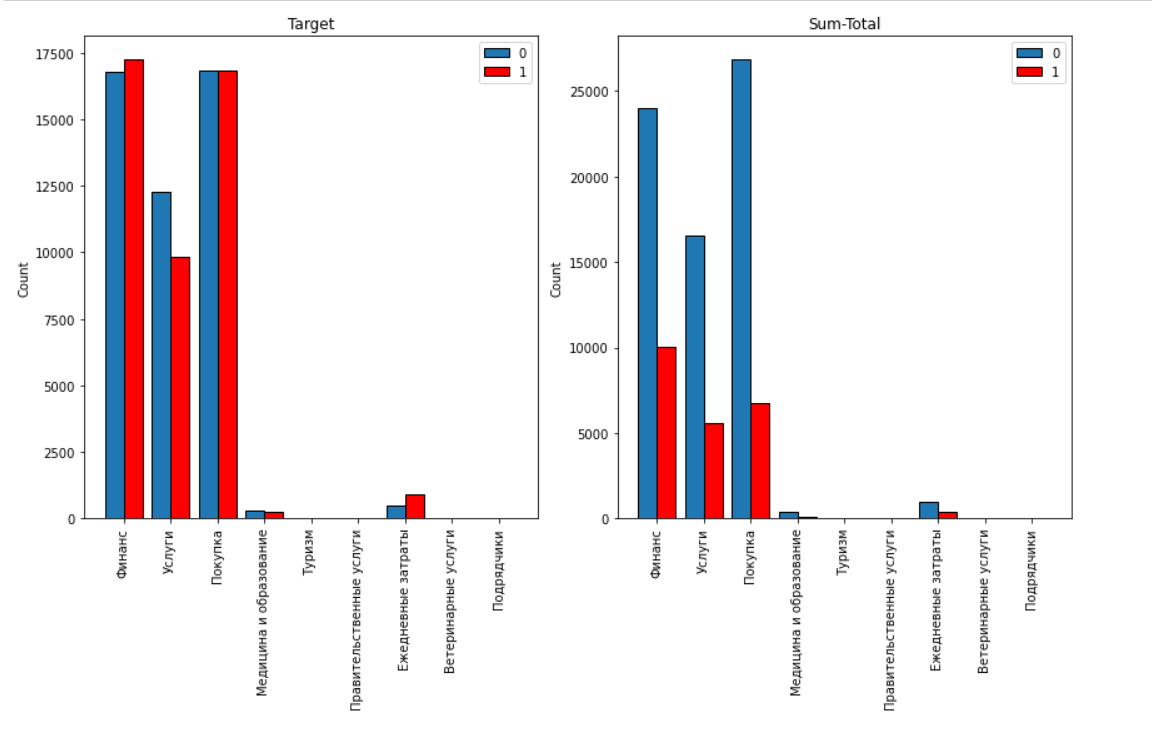 Target
Sum-Total
17500
15000
12500
10000
7500
5000
2500
0
Count
0
1
Финанс
Услуги
Покупка
Медицина и образование
Туризм
Правительственные услуги
Ежедневные затраты
Ветеринарные услуги
Подрядчики
25000
20000
15000
10000
5000
0
Count
0
1
Финанс
Услуги
Покупка
Медицина и образование
Туризм
Правительственные услуги
Ежедневные затраты
Ветеринарные услуги
Подрядчики